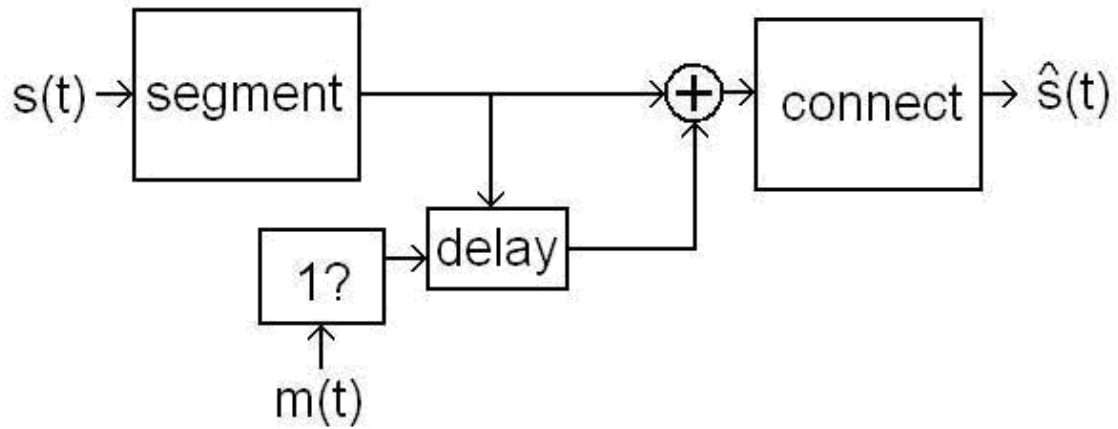 s(t)
segment
+
connect
ŝ(t)
delay
1?
m(t)